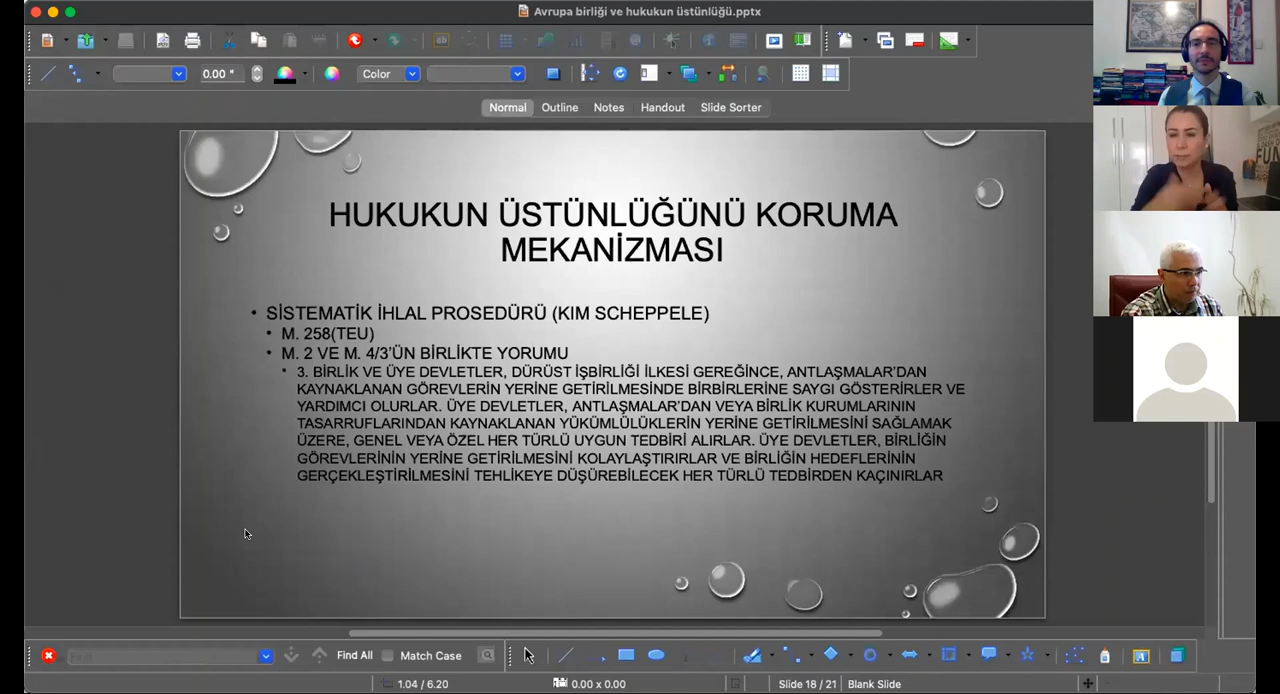 Avrupa birliği ve hukukun üstünlüğü.pptx
0.00 "
Color
Normal
Outline
Notes
Handout
Slide Sorter
HUKUKUN ÜSTÜNLÜĞÜNÜ KORUMA
MEKANİZMASI
• SİSTEMATİK İHLAL PROSEDÜRÜ (KIM SCHEPPELE)
• M. 258(TEU)
• M. 2 VE M. 4/3'ÜN BİRLİKTE YORUMU
• 3. BİRLİK VE ÜYE DEVLETLER, DÜRÜST İŞBİRLİĞİ İLKESİ GEREĞİNCE, ANTLAŞMALAR'DAN
KAYNAKLANAN GÖREVLERİN YERİNE GETİRİLMESİNDE BİRBİRLERİNE SAYGI GÖSTERİRLER VE
YARDIMCI OLURLAR. ÜYE DEVLETLER, ANTLAŞMALAR'DAN VEYA BİRLİK KURUMLARININ
TASARRUFLARINDAN KAYNAKLANAN YÜKÜMLÜLÜKLERİN YERİNE GETİRİLMESİNİ SAĞLAMAK
ÜZERE, GENEL VEYA ÖZEL HER TÜRLÜ UYGUN TEDBİRİ ALIRLAR. ÜYE DEVLETLER, BİRLİĞİN
GÖREVLERİNİN YERİNE GETİRİLMESİNİ KOLAYLAŞTIRIRLAR VE BİRLİĞİN HEDEFLERİNİN
GERÇEKLEŞTİRİLMESİNİ TEHLİKEYE DÜŞÜREBİLECEK HER TÜRLÜ TEDBİRDEN KAÇINIRLAR
Find
Find All
Match Case
1.04 / 6.20
0.00 x 0.00
Slide 18 / 21
Blank Slide